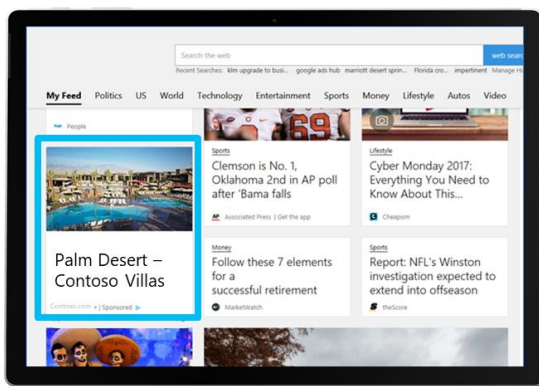 Search the web
web searc
Recent Searches: klm upgrade to busi... google ads hub marriott desert sprin... Florida cro... impertinent Manage His
My Feed Politics US World Technology Entertainment Sports Money Lifestyle Autos Video
People
Palm Desert –
Contoso Villas
Contoso.com | Sponsored
Sports
Clemson is No. 1,
Oklahoma 2nd in AP poll
after 'Bama falls
AP Associated Press | Get the app
Lifestyle
Cyber Monday 2017:
Everything You Need to
Know About This...
Cheapism
Money
Follow these 7 elements
for a
successful retirement
MarketWatch
Sports
Report: NFL's Winston
investigation expected to
extend into offseason
theScore
69